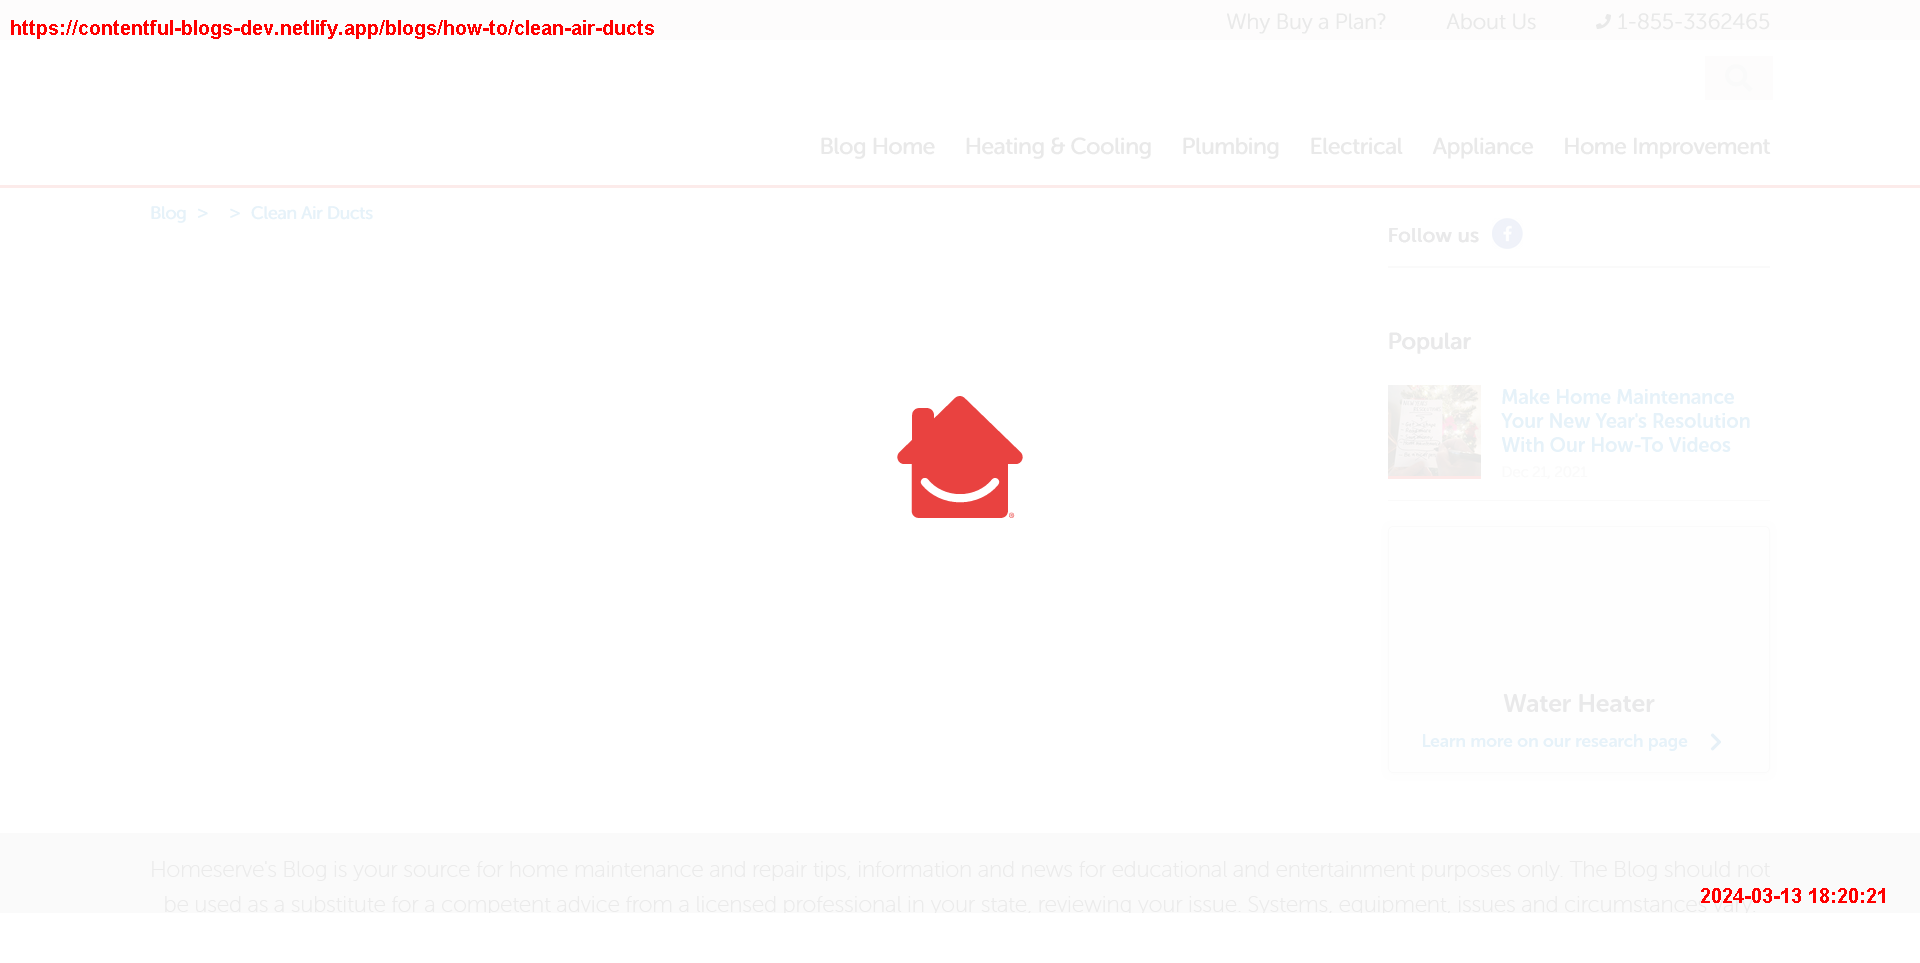 https://contentful-blogs-dev.netlify.app/blogs/how-to/clean-air-ducts
Why Buy a Plan? About Us 1-855-3362465
Blog Home Heating & Cooling Plumbing Electrical Appliance Home Improvement
Blog > > Clean Air Ducts
Follow us
Popular
Make Home Maintenance
Your New Year's Resolution
With Our How-To Videos
Dec 21, 2021
Water Heater
Learn more on our research page
Homeserve's Blog is your source for home maintenance and repair tips, information and news for educational and entertainment purposes only. The Blog should not
be used as a substitute for a competent advice from a licensed professional in your state, reviewing your issue. Systems, equipment, issues and circumstances vary.
2024-03-13 18:20:21